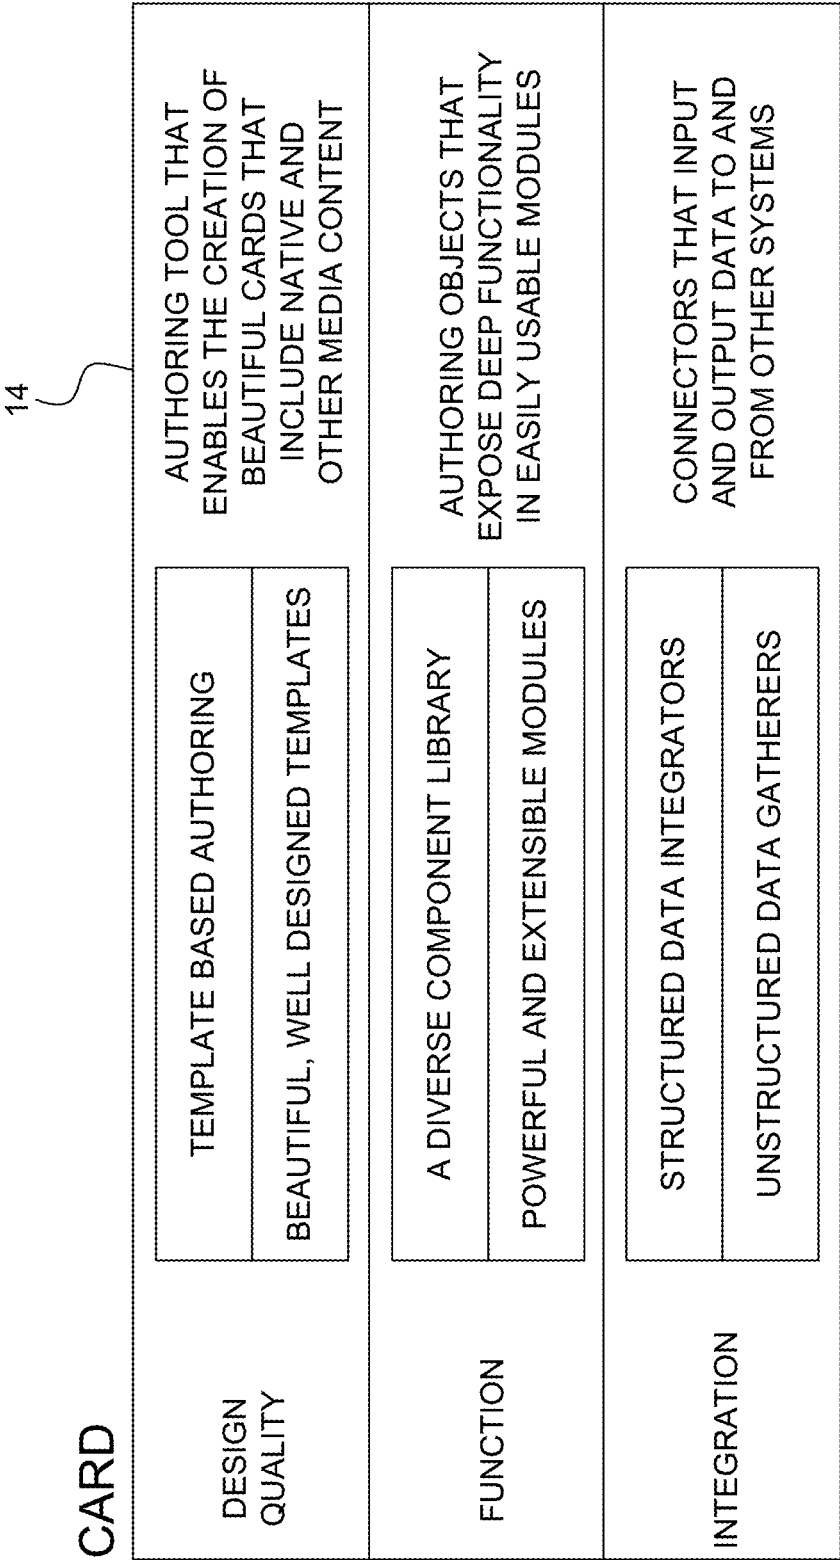 CARD
14
DESIGN
QUALITY
TEMPLATE BASED AUTHORING
BEAUTIFUL, WELL DESIGNED TEMPLATES
AUTHORING TOOL THAT
ENABLES THE CREATION OF
BEAUTIFUL CARDS THAT
INCLUDE NATIVE AND
OTHER MEDIA CONTENT
FUNCTION
A DIVERSE COMPONENT LIBRARY
POWERFUL AND EXTENSIBLE MODULES
AUTHORING OBJECTS THAT
EXPOSE DEEP FUNCTIONALITY
IN EASILY USABLE MODULES
INTEGRATION
STRUCTURED DATA INTEGRATORS
UNSTRUCTURED DATA GATHERERS
CONNECTORS THAT INPUT
AND OUTPUT DATA TO AND
FROM OTHER SYSTEMS